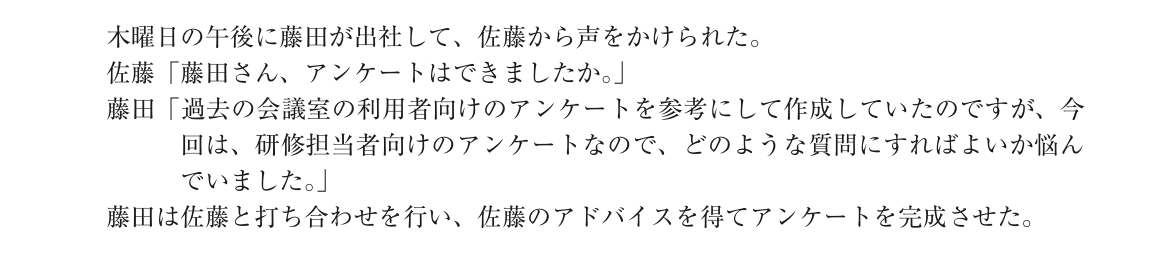 木曜日の午後に藤田が出社して、佐藤から声をかけられた。
佐藤「藤田さん、アンケートはできましたか。」
藤田「過去の会議室の利用者向けのアンケートを参考にして作成していたのですが、今
回は、研修担当者向けのアンケートなので、どのような質問にすればよいか悩ん
でいました。」
藤田は佐藤と打ち合わせを行い、佐藤のアドバイスを得てアンケートを完成させた。